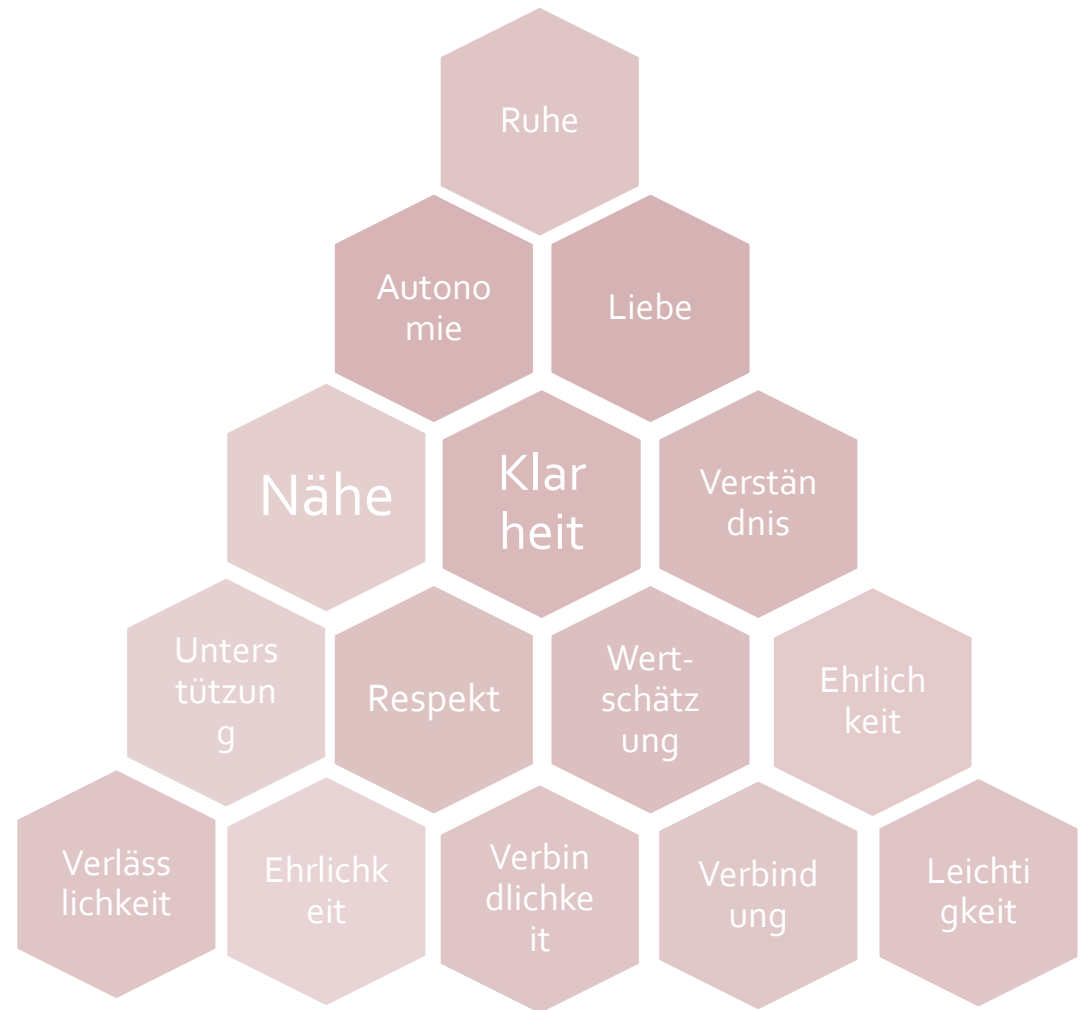 Ruhe
Autono
mie
Liebe
Nähe
Klar
heit
Verstän
dnis
Unters
tützun
g
Respekt
Wert-
schätz
ung
Ehrlich
keit
Verläss
lichkeit
Ehrlichk
eit
Verbin
dlichke
it
Verbind
ung
Leichti
gkeit